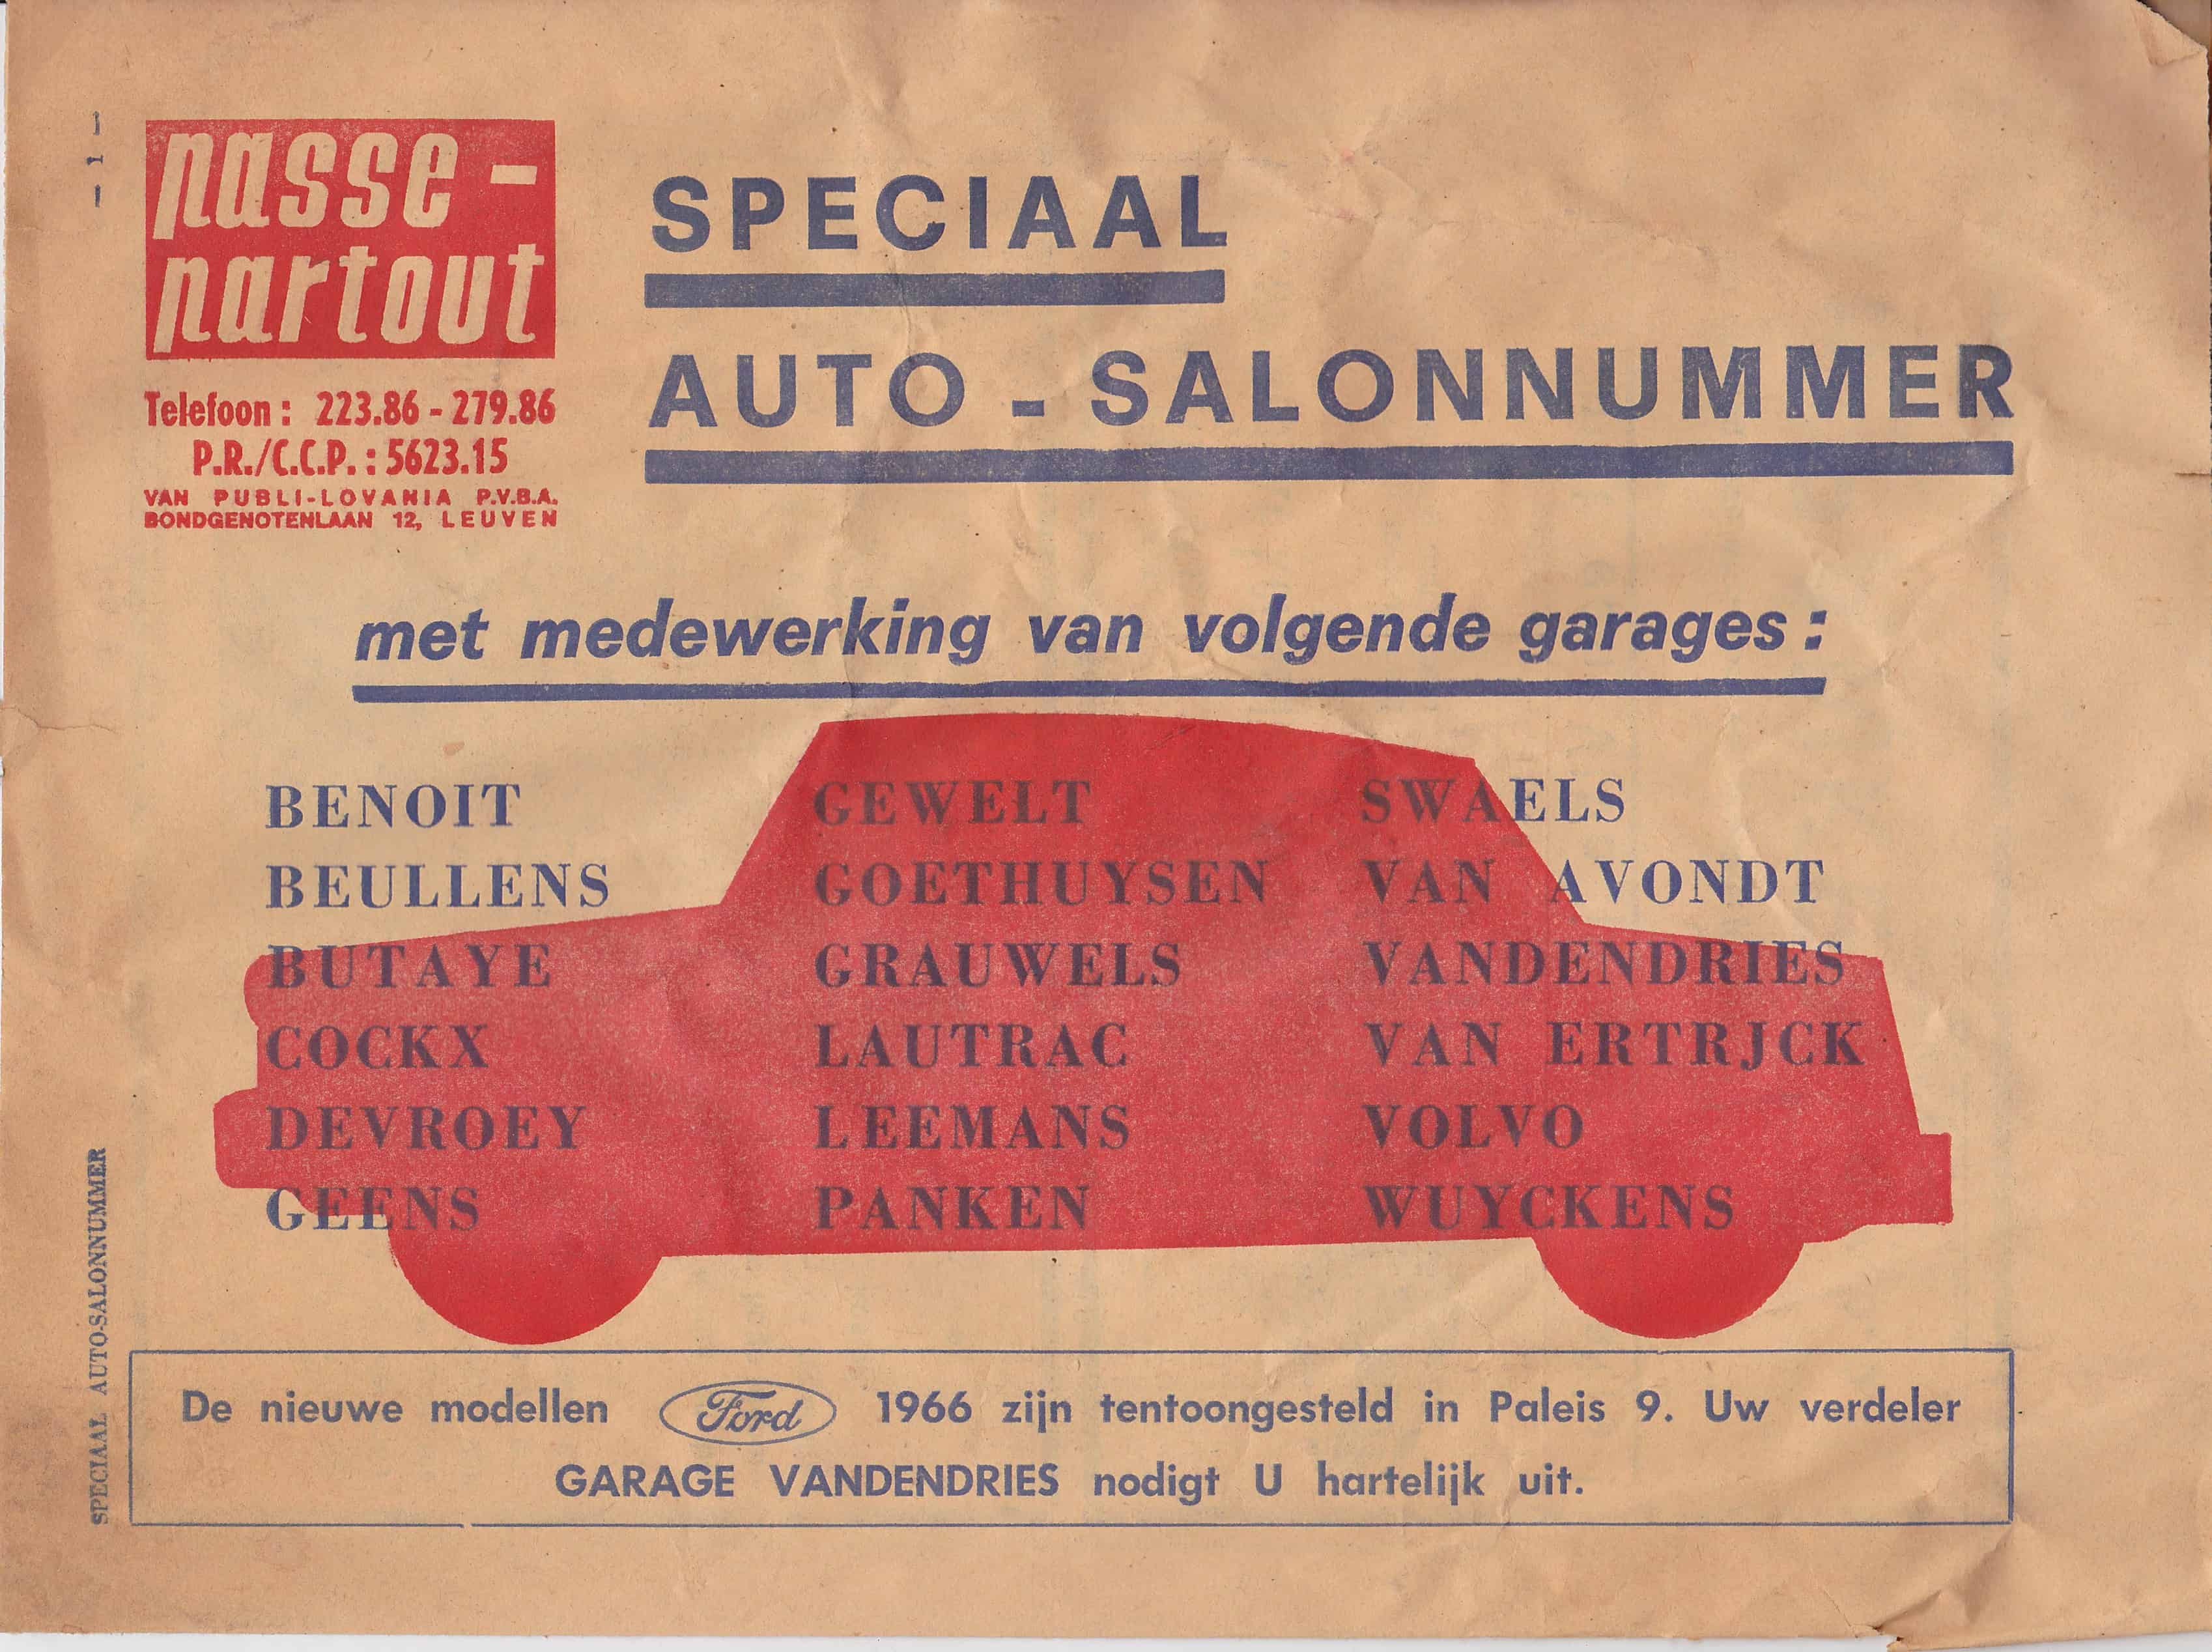 - 1 -
passe -
partout
Telefoon : 223.86 - 279.86
P.R./C.C.P. : 5623.15
VAN PUBLI-LOVANIA P.V.B.A.
BONDGENOTENLAAN 12, LEUVEN
SPECIAAL
AUTO - SALONNUMMER
met medewerking van volgende garages :
BENOIT
BEULLENS
BUTAYE
COCKX
DEVROEY
GEENS
GEWELT
GOETHUYSEN
GRAUWELS
LAUTRAC
LEEMANS
PANKEN
SWAELS
VAN AVONDT
VANDENDRIES
VAN ERTRJCK
VOLVO
WUYCKENS
SPECIAAL AUTO-SALONNUMMER
De nieuwe modellen Ford 1966 zijn tentoongesteld in Paleis 9. Uw verdeler
GARAGE VANDENDRIES nodigt U hartelijk uit.